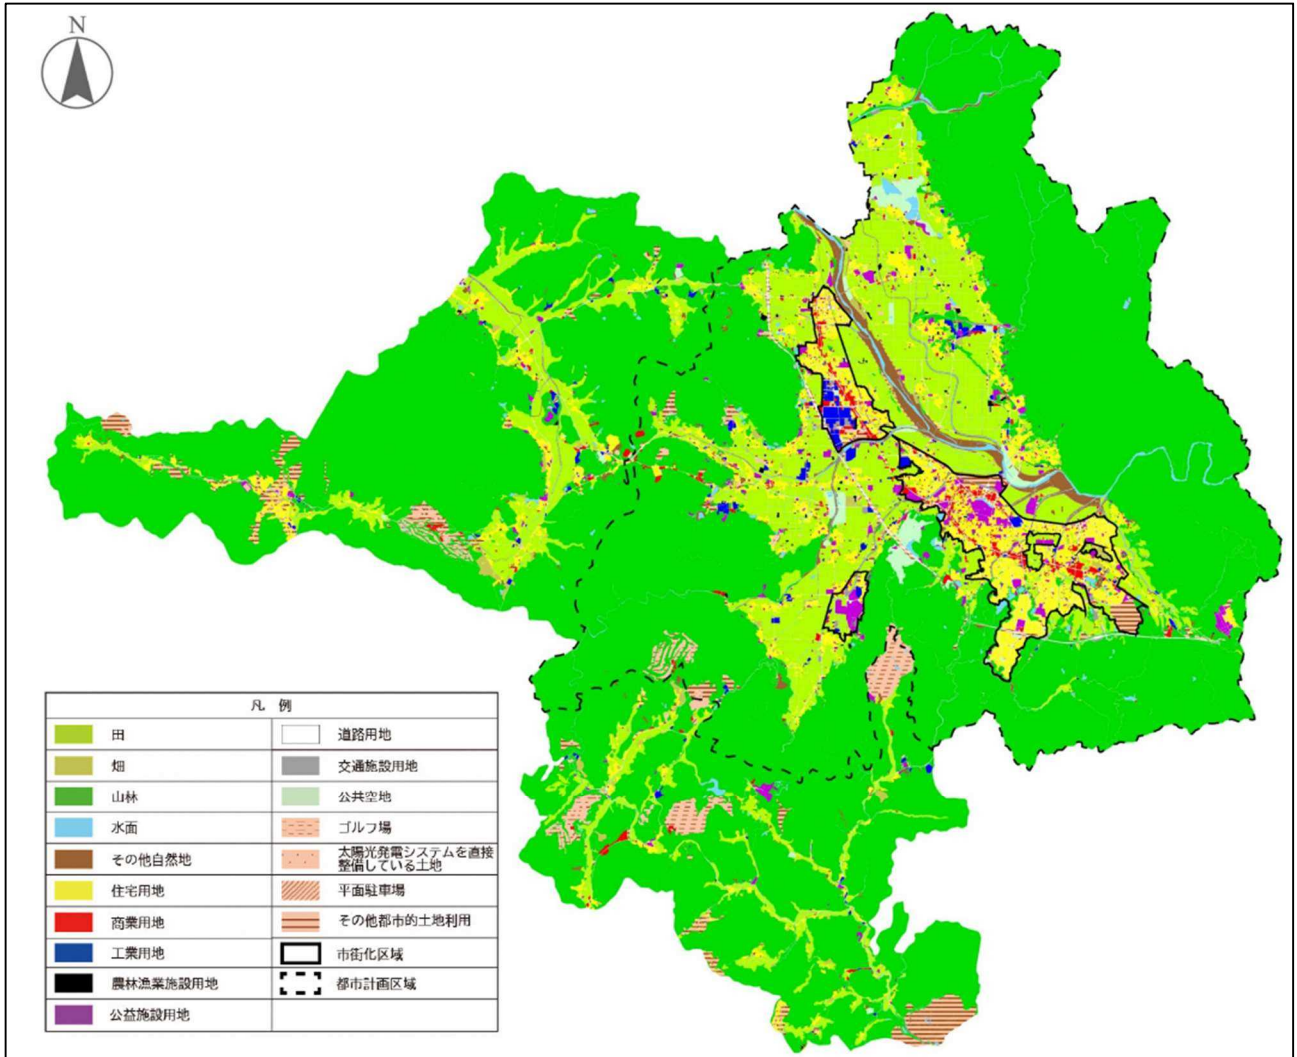 N
凡 例
田
道路用地
畑
交通施設用地
山林
公共空地
水面
ゴルフ場
その他自然地
太陽光発電システムを直接
整備している土地
住宅用地
平面駐車場
商業用地
その他都市的土地利用
工業用地
市街化区域
農林漁業施設用地
都市計画区域
公益施設用地